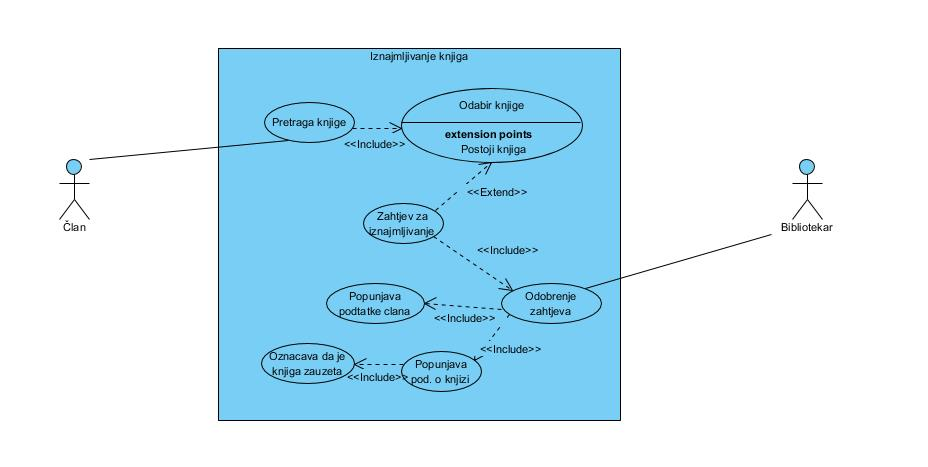 Iznajmljivanje knjiga
Odabir knjige
Pretraga knjige
extension points
<<Include>>
Postoji knjiga
<<Extend>>
Član
Bibliotekar
Zahtjev za
iznajmljivanje
<<Include>>
Popunjava
podtatke clana
Odobrenje
zahtjeva
<<Include>>
<<Include>>
Oznacava da je
knjiga zauzeta
Popunjava
pod. o knjizi
<<Include>>